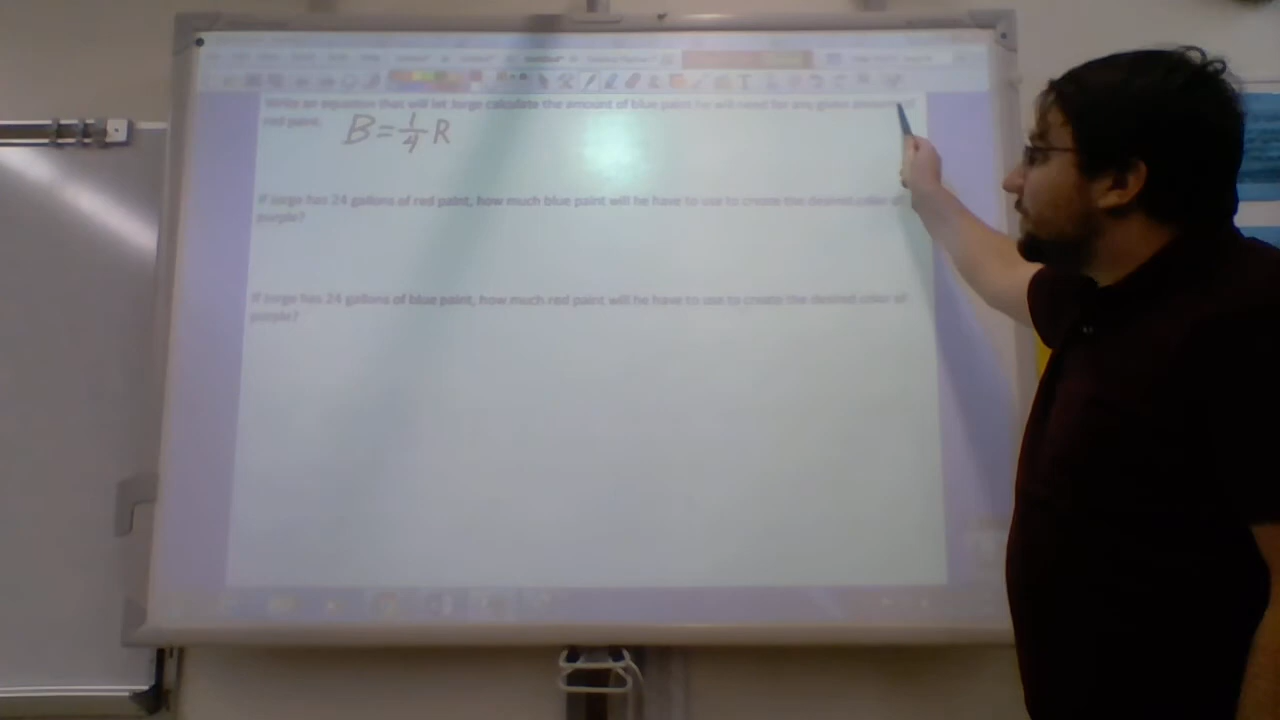 Write an equation that will let Jorge calculate the amount of blue paint he will need for any given amount of
red paint.
B = 1/4 R
If Jorge has 24 gallons of red paint, how much blue paint will he have to use to create the desired color of
purple?
If Jorge has 24 gallons of blue paint, how much red paint will he have to use to create the desired color of
purple?